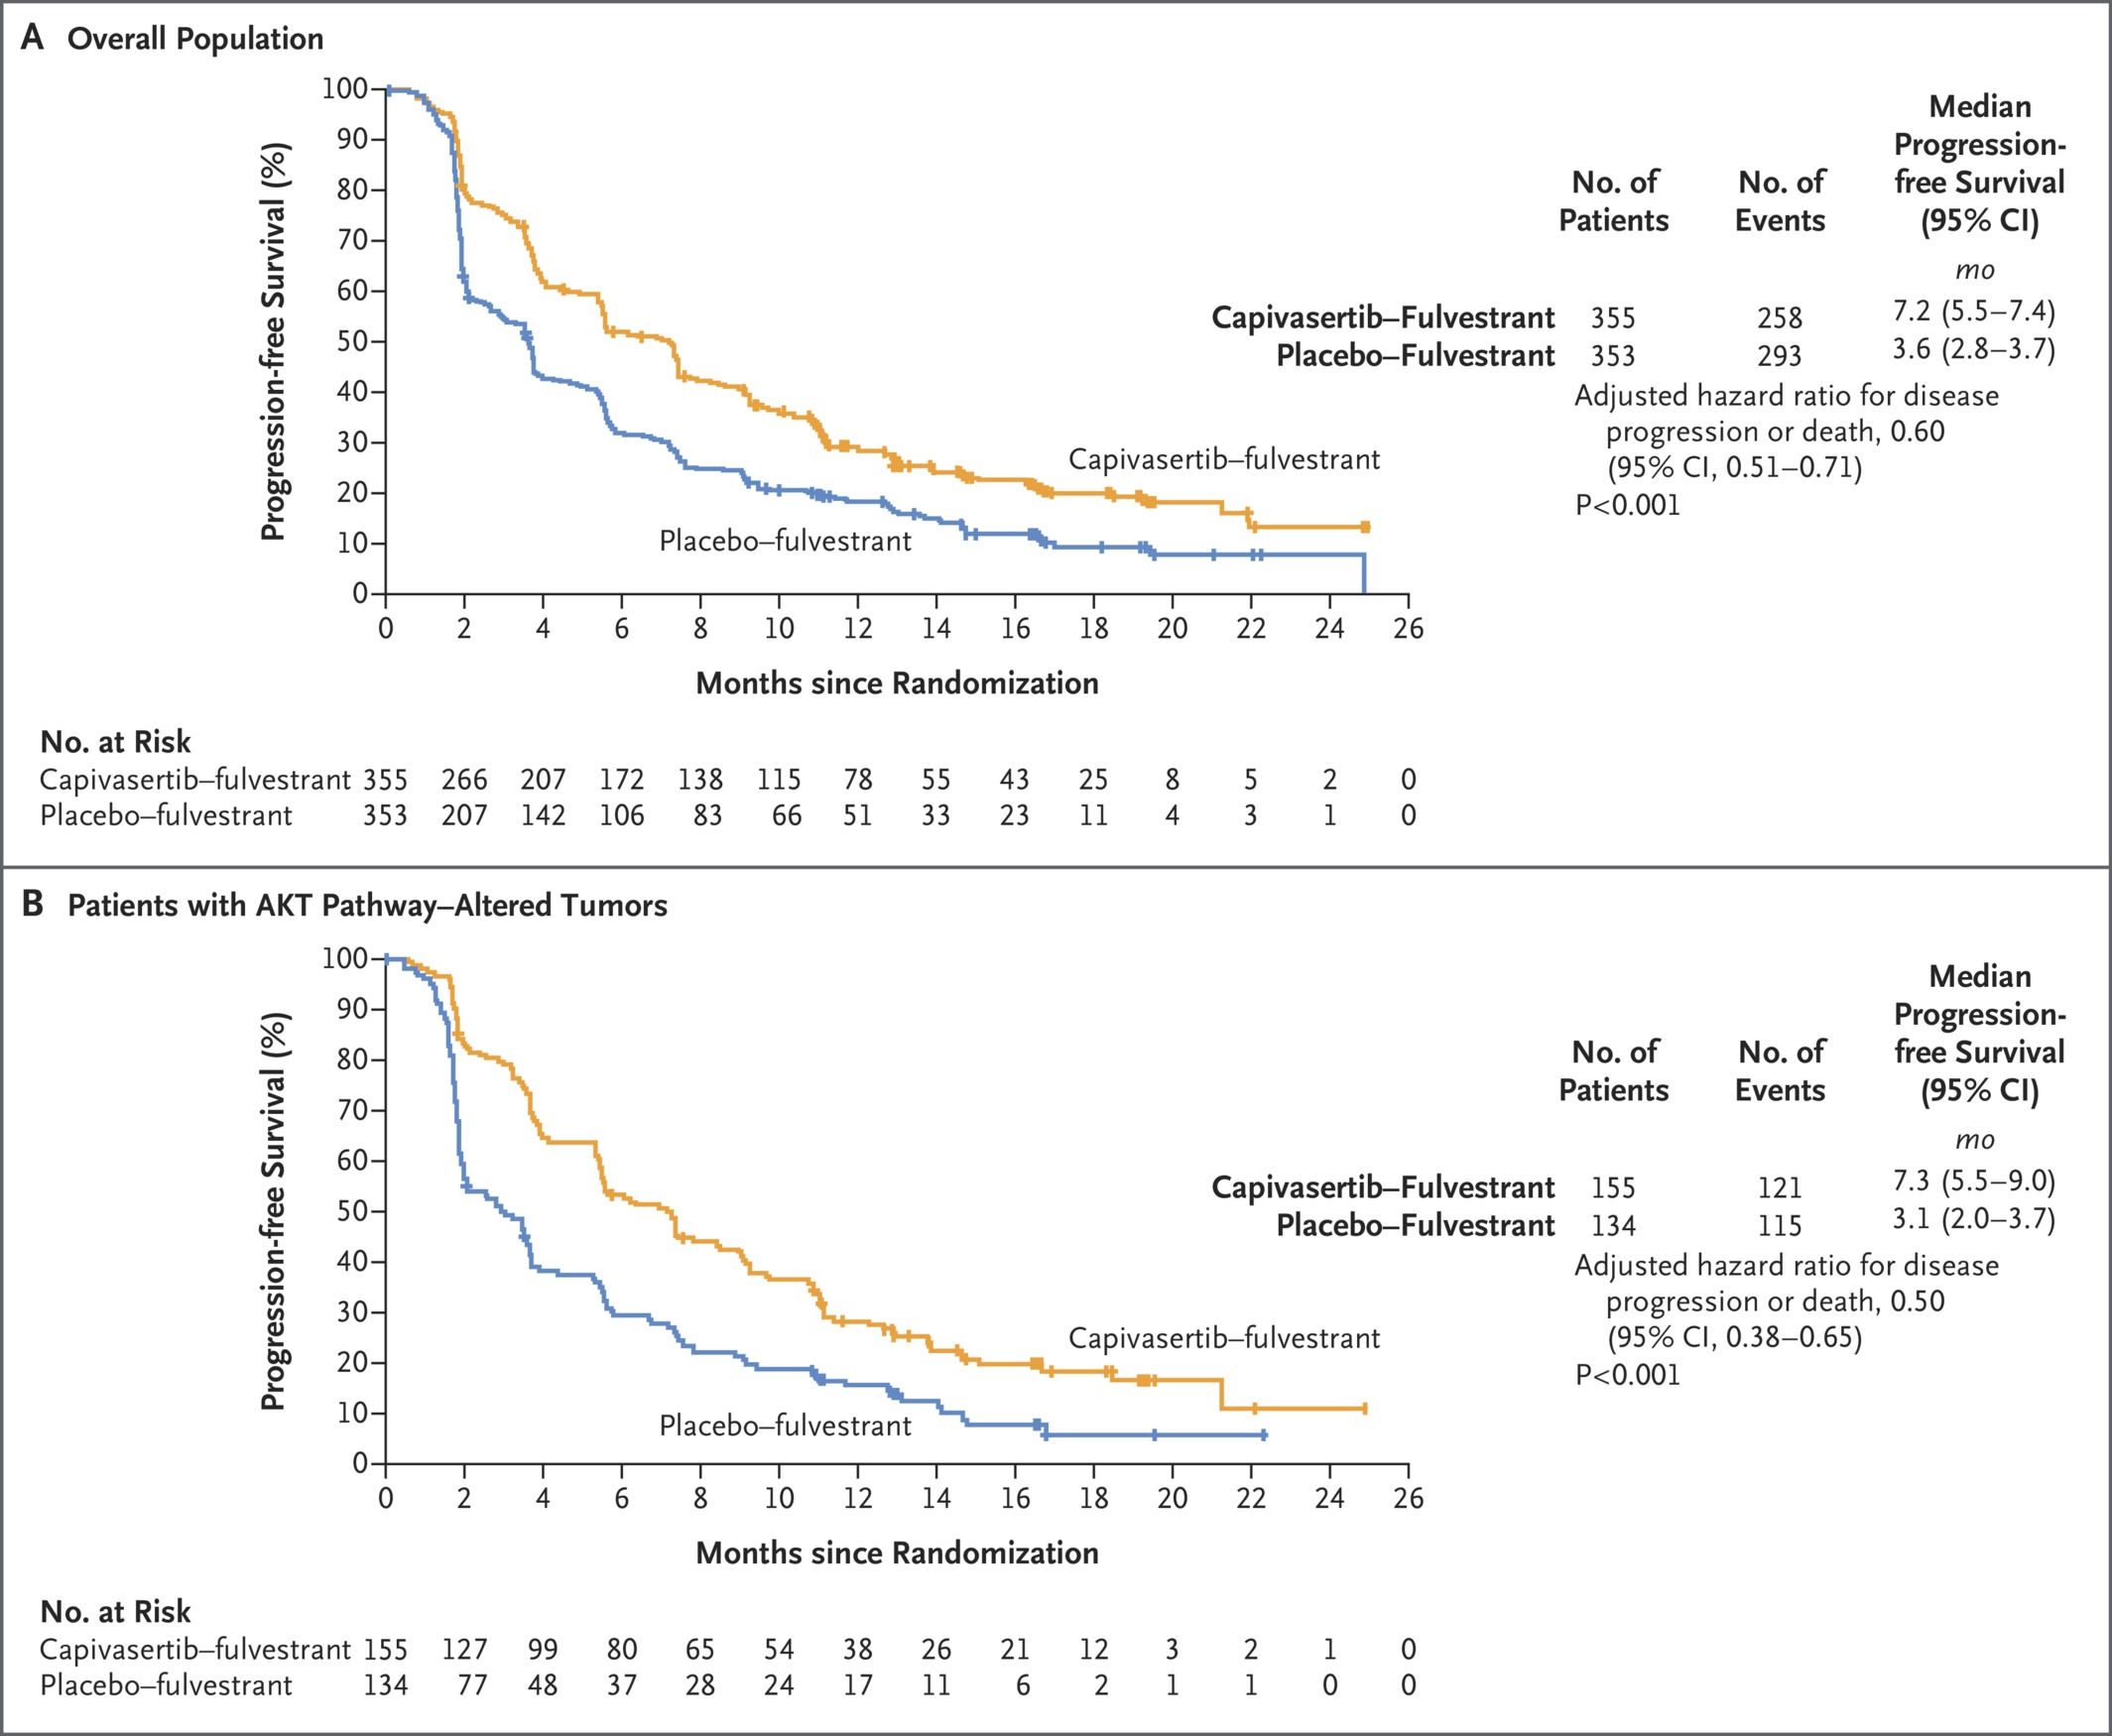 A Overall Population
100
90
80
70
60
50
40
30
20
10
0
Progression-free Survival (%)
0 2 4 6 8 10 12 14 16 18 20 22 24 26
Months since Randomization
Capivasertib–fulvestrant
Placebo–fulvestrant
Median
Progression-
No. of No. of free Survival
Patients Events (95% CI)
mo
Capivasertib–Fulvestrant 355 258 7.2 (5.5–7.4)
Placebo–Fulvestrant 353 293 3.6 (2.8–3.7)
Adjusted hazard ratio for disease
progression or death, 0.60
(95% CI, 0.51–0.71)
P<0.001
No. at Risk
Capivasertib–fulvestrant 355 266 207 172 138 115 78 55 43 25 8 5 2 0
Placebo–fulvestrant 353 207 142 106 83 66 51 33 23 11 4 3 1 0
B Patients with AKT Pathway–Altered Tumors
100
90
80
70
60
50
40
30
20
10
0
Progression-free Survival (%)
0 2 4 6 8 10 12 14 16 18 20 22 24 26
Months since Randomization
Capivasertib–fulvestrant
Placebo–fulvestrant
Median
Progression-
No. of No. of free Survival
Patients Events (95% CI)
mo
Capivasertib–Fulvestrant 155 121 7.3 (5.5–9.0)
Placebo–Fulvestrant 134 115 3.1 (2.0–3.7)
Adjusted hazard ratio for disease
progression or death, 0.50
(95% CI, 0.38–0.65)
P<0.001
No. at Risk
Capivasertib–fulvestrant 155 127 99 80 65 54 38 26 21 12 3 2 1 0
Placebo–fulvestrant 134 77 48 37 28 24 17 11 6 2 1 1 0 0